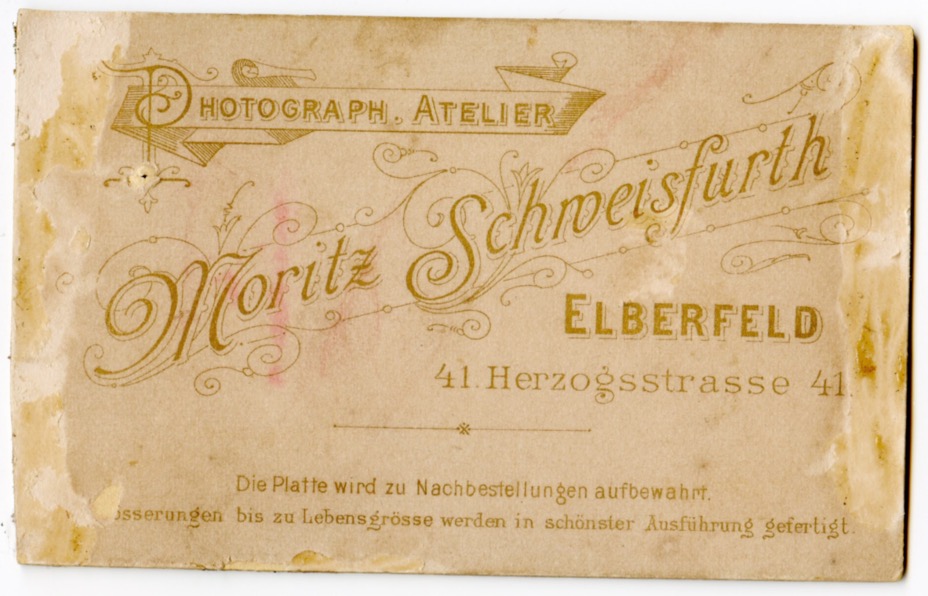 PHOTOGRAPH. ATELIER
Moritz Schweisfurth
ELBERFELD
41. Herzogsstrasse 41.
Die Platte wird zu Nachbestellungen aufbewahrt.
össerungen bis zu Lebensgrösse werden in schönster Ausführung gefertigt.